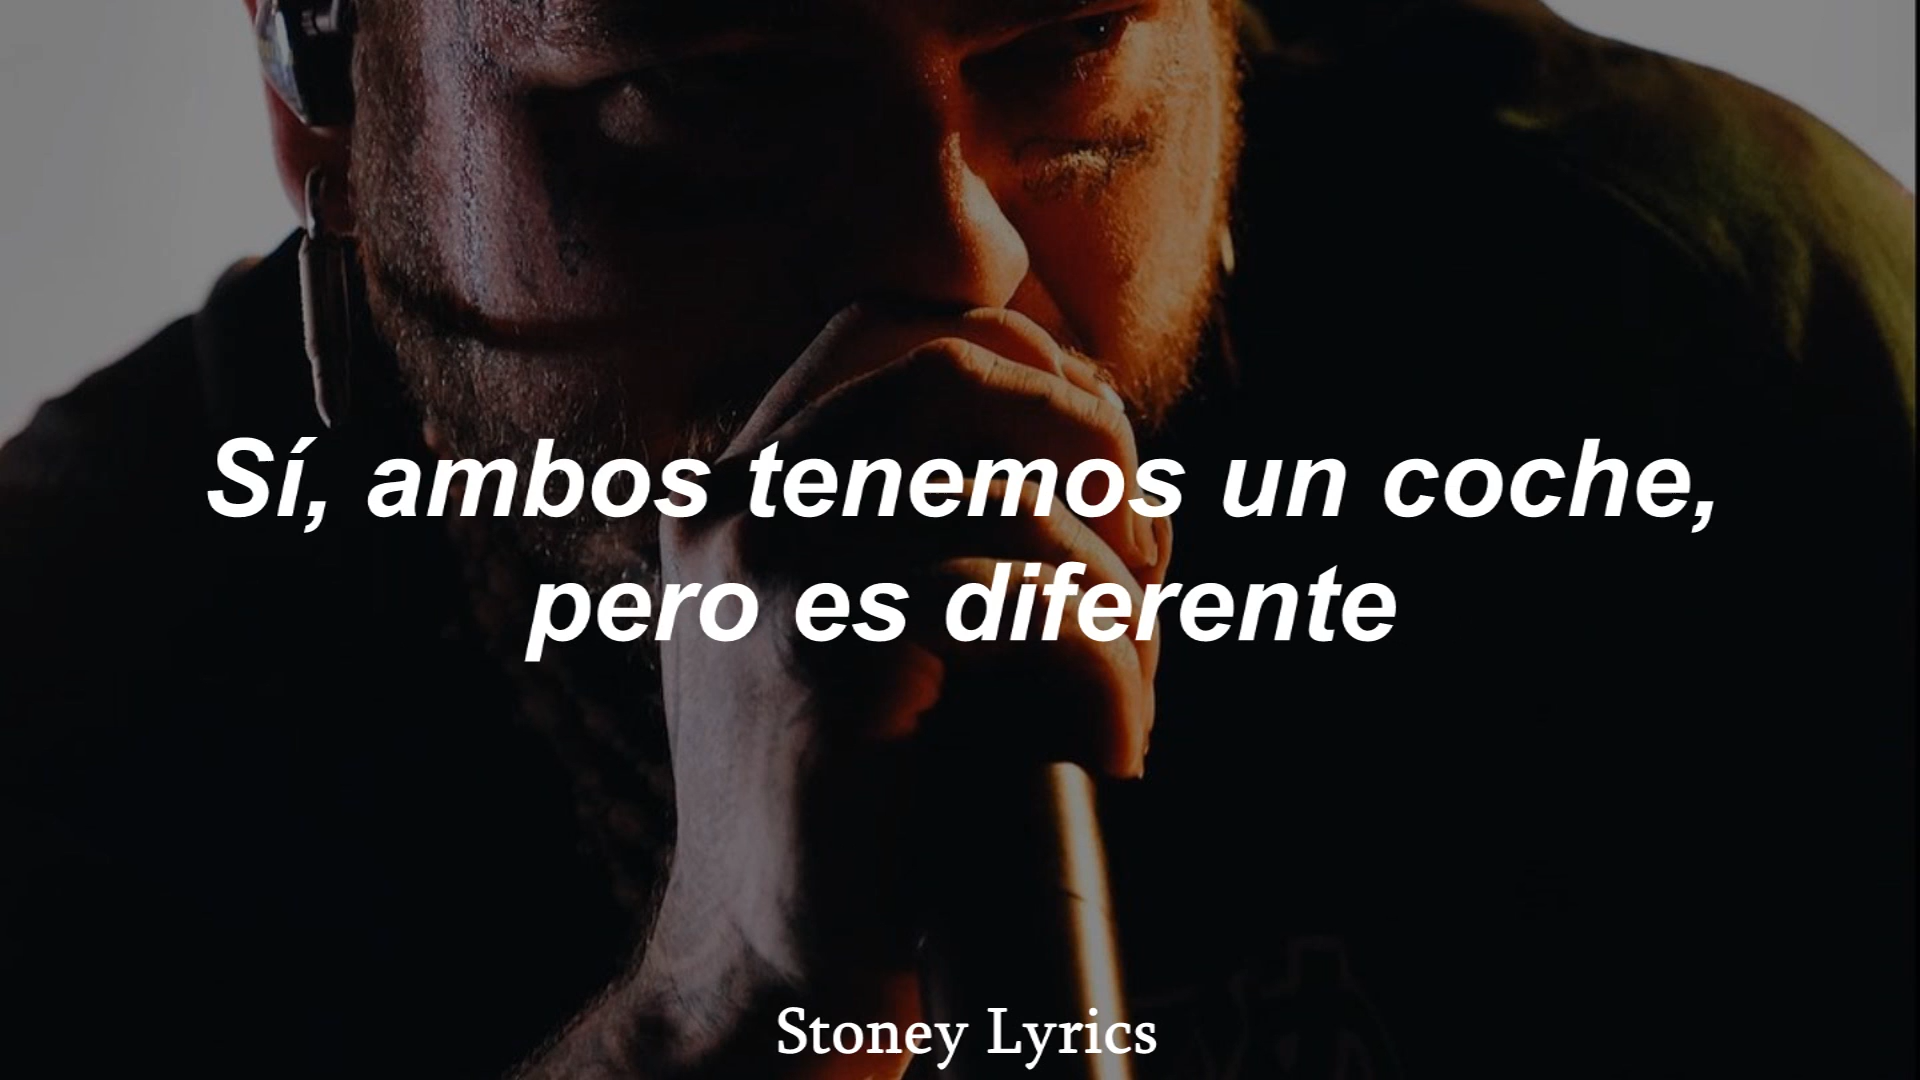 Sí, ambos tenemos un coche,
pero es diferente
Stoney Lyrics